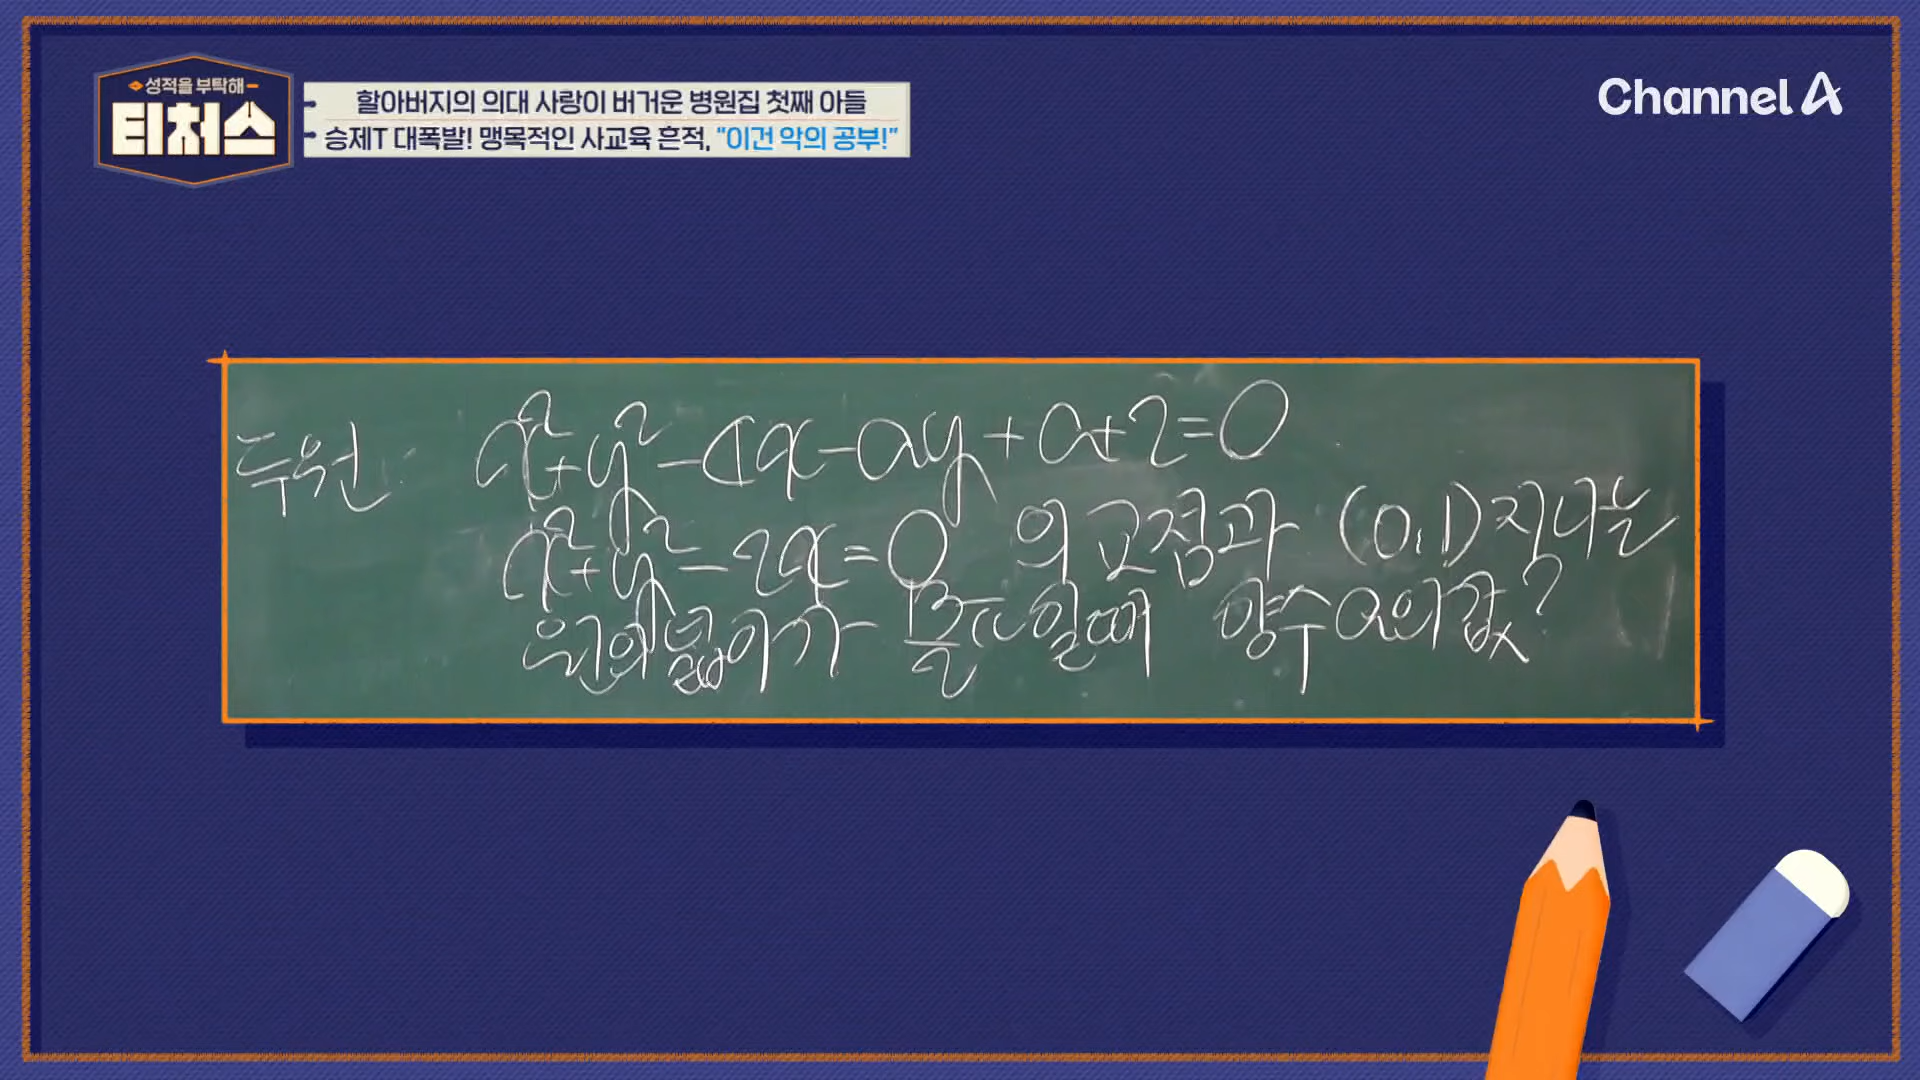 성적을 부탁해
티처스
할아버지의 의대 사랑이 버거운 병원집 첫째 아들
승제T 대폭발! 맹목적인 사교육 흔적, "이건 악의 공부!"
Channel A
두원: x²+y²-4x-ay+a+2=0
x²+y²-2x=0 의 교점과 (0,1) 지나는
원의 넓이가 π 일때 양수 a의 값?